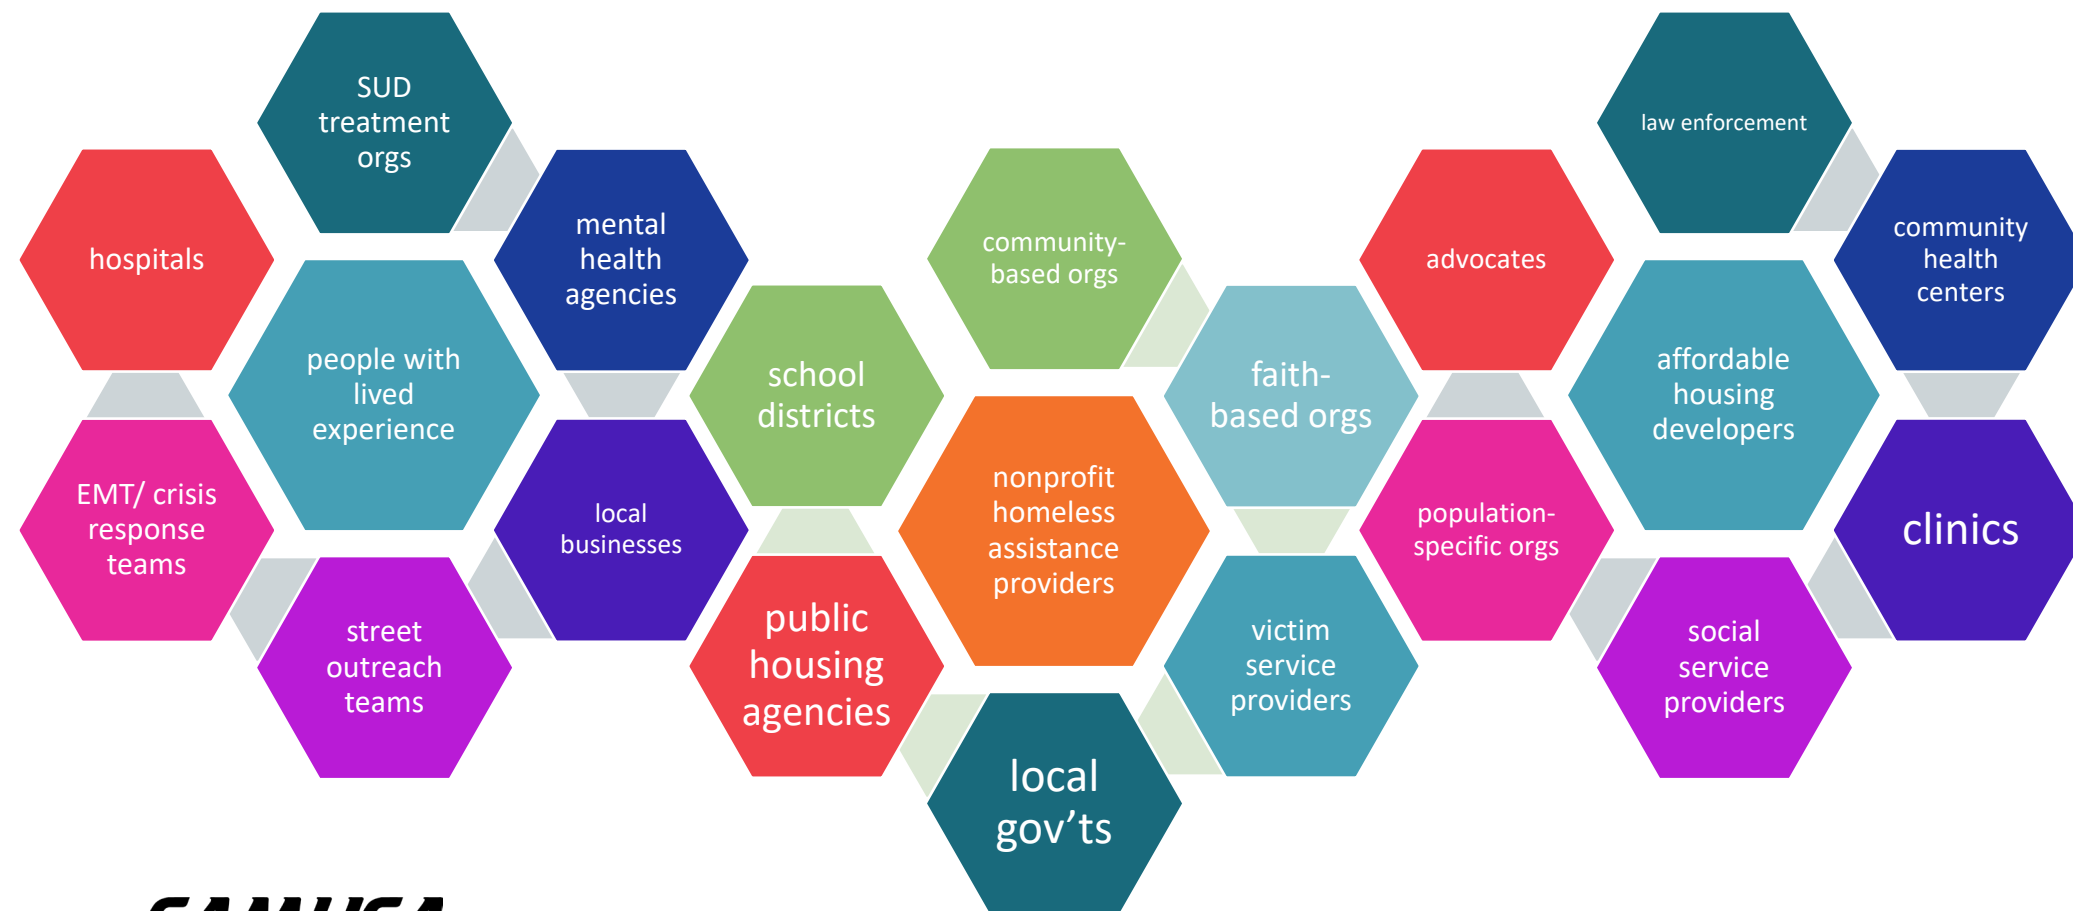 SUD
treatment
orgs
hospitals
mental
health
agencies
people with
lived
experience
EMT/ crisis
response
teams
local
businesses
street
outreach
teams
community-
based orgs
school
districts
faith-
based orgs
nonprofit
homeless
assistance
providers
public
housing
agencies
victim
service
providers
local
gov’ts
law enforcement
advocates
community
health
centers
affordable
housing
developers
population-
specific orgs
clinics
social
service
providers
SAMHSA